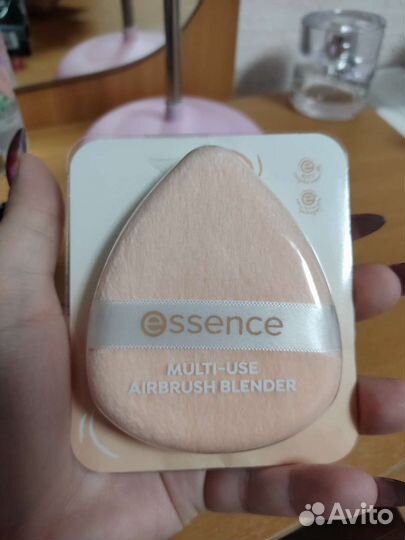 essence
MULTI-USE
AIRBRUSH BLENDER
Avito